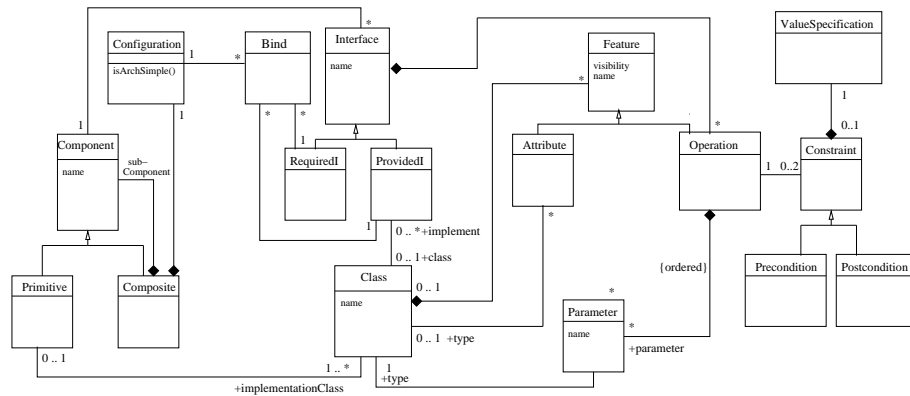 ValueSpecification
*
Configuration
Bind
Interface
Feature
1
*
isArchSimple()
name
visibility
name
*
1
1
*
*
1
*
0..1
Component
sub-
Component
RequiredI
ProvidedI
Attribute
Operation
1
0..2
Constraint
name
1
*
0 .. *
+implement
0 .. 1
+class
{ordered}
Precondition
Postcondition
Primitive
Composite
Class
0 .. 1
name
*
Parameter
*
name
0 .. 1
+type
+parameter
0 .. 1
1 .. *
1
+type
+implementationClass